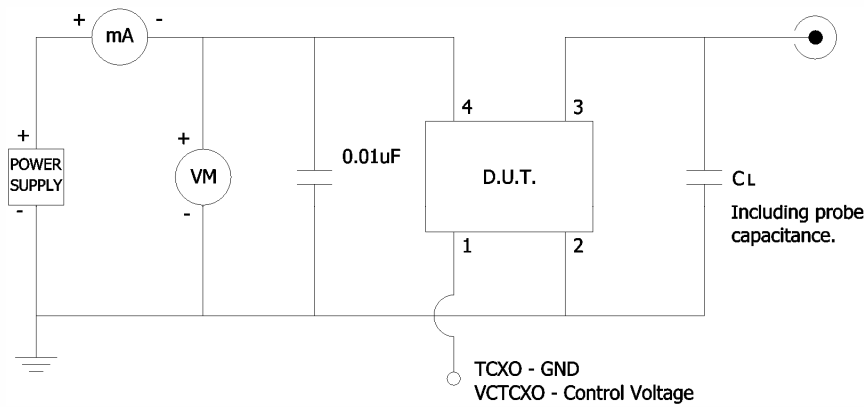 +
mA
-
4
3
+
POWER
SUPPLY
-
+
VM
-
0.01uF
D.U.T.
CL
Including probe
capacitance.
1
2
TCXO - GND
VCTCXO - Control Voltage